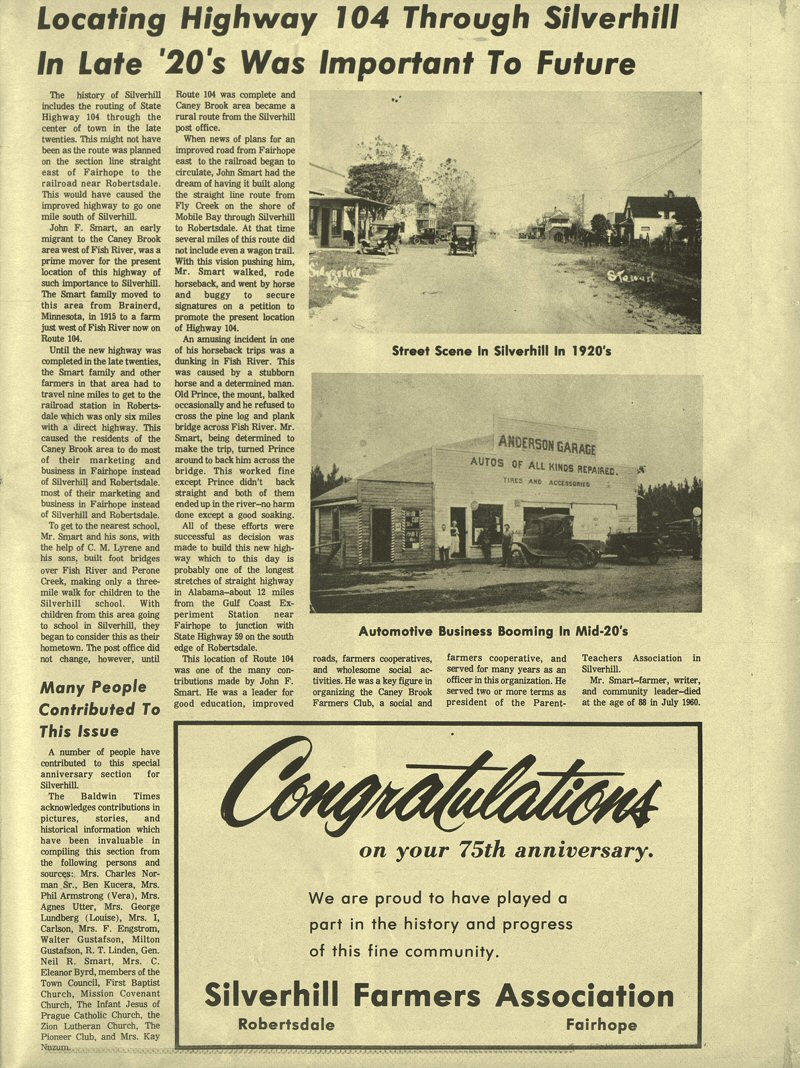 Locating Highway 104 Through Silverhill
In Late '20's Was Important To Future
The history of Silverhill
includes the routing of State
Highway 104 through the
center of town in the late
twenties. This might not have
been as the route was planned
on the section line straight
east of Fairhope to the
railroad near Robertsdale.
This would have caused the
improved highway to go one
mile south of Silverhill.
John F. Smart, an early
migrant to the Caney Brook
area west of Fish River, was a
prime mover for the present
location of this highway of
such importance to Silverhill.
The Smart family moved to
this area from Brainerd,
Minnesota, in 1915 to a farm
just west of Fish River now on
Route 104.
Until the new highway was
completed in the late twenties,
the Smart family and other
farmers in that area had to
travel nine miles to get to the
railroad station in Roberts-
dale which was only six miles
with a direct highway. This
caused the residents of the
Caney Brook area to do most
of their marketing and
business in Fairhope instead
of Silverhill and Robertsdale.
most of their marketing and
business in Fairhope instead
of Silverhill and Robertsdale.
To get to the nearest school,
Mr. Smart and his sons, with
the help of C. M. Lyrene and
his sons, built foot bridges
over Fish River and Perone
Creek, making only a three-
mile walk for children to the
Silverhill school. With
children from this area going
to school in Silverhill, they
began to consider this as their
hometown. The post office did
not change, however, until
Route 104 was complete and
Caney Brook area became a
rural route from the Silverhill
post office.
When news of plans for an
improved road from Fairhope
east to the railroad began to
circulate, John Smart had the
dream of having it built along
the straight line route from
Fly Creek on the shore of
Mobile Bay through Silverhill
to Robertsdale. At that time
several miles of this route did
not include even a wagon trail.
With this vision pushing him,
Mr. Smart walked, rode
horseback, and went by horse
and buggy to secure
signatures on a petition to
promote the present location
of Highway 104.
An amusing incident in one
of his horseback trips was a
dunking in Fish River. This
was caused by a stubborn
horse and a determined man.
Old Prince, the mount, balked
occasionally and he refused to
cross the pine log and plank
bridge across Fish River. Mr.
Smart, being determined to
make the trip, turned Prince
around to back him across the
bridge. This worked fine
except Prince didn't back
straight and both of them
ended up in the river—no harm
done except a good soaking.
All of these efforts were
successful as decision was
made to build this new high-
way which to this day is
probably one of the longest
stretches of straight highway
in Alabama—about 12 miles
from the Gulf Coast Ex-
periment Station near
Fairhope to junction with
State Highway 59 on the south
edge of Robertsdale.
This location of Route 104
was one of the many con-
tributions made by John F.
Smart. He was a leader for
good education, improved
roads, farmers cooperatives,
and wholesome social ac-
tivities. He was a key figure in
organizing the Caney Brook
Farmers Club, a social and
farmers cooperative, and
served for many years as an
officer in this organization. He
served two or more terms as
president of the Parent-
Teachers Association in
Silverhill.
Mr. Smart—farmer, writer,
and community leader—died
at the age of 88 in July 1960.
Silverhill
Ala.
Stewart
Street Scene In Silverhill In 1920's
ANDERSON GARAGE
AUTOS OF ALL KINDS REPAIRED.
TIRES AND ACCESSORIES
Automotive Business Booming In Mid-20's
Many People
Contributed To
This Issue
A number of people have
contributed to this special
anniversary section for
Silverhill.
The Baldwin Times
acknowledges contributions in
pictures, stories, and
historical information which
have been invaluable in
compiling this section from
the following persons and
sources: Mrs. Charles Nor-
man Sr., Ben Kucera, Mrs.
Phil Armstrong (Vera), Mrs.
Agnes Utter, Mrs. George
Lundberg (Louise), Mrs. I,
Carlson, Mrs. F. Engstrom,
Walter Gustafson, Milton
Gustafson, R. T. Linden, Gen.
Neil R. Smart, Mrs. C.
Eleanor Byrd, members of the
Town Council, First Baptist
Church, Mission Covenant
Church, The Infant Jesus of
Prague Catholic Church, the
Zion Lutheran Church, The
Pioneer Club, and Mrs. Kay
Nuzum.
Congratulations
on your 75th anniversary.
We are proud to have played a
part in the history and progress
of this fine community.
Silverhill Farmers Association
Robertsdale Fairhope